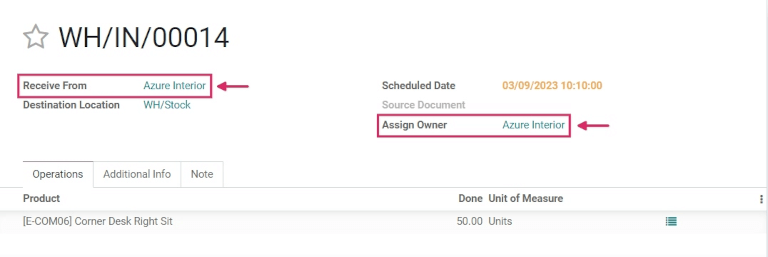 WH/IN/00014
Receive From Azure Interior
Scheduled Date 03/09/2023 10:10:00
Destination Location WH/Stock
Source Document
Assign Owner Azure Interior
Operations Additional Info Note
Product Done Unit of Measure
[E-COM06] Corner Desk Right Sit 50.00 Units